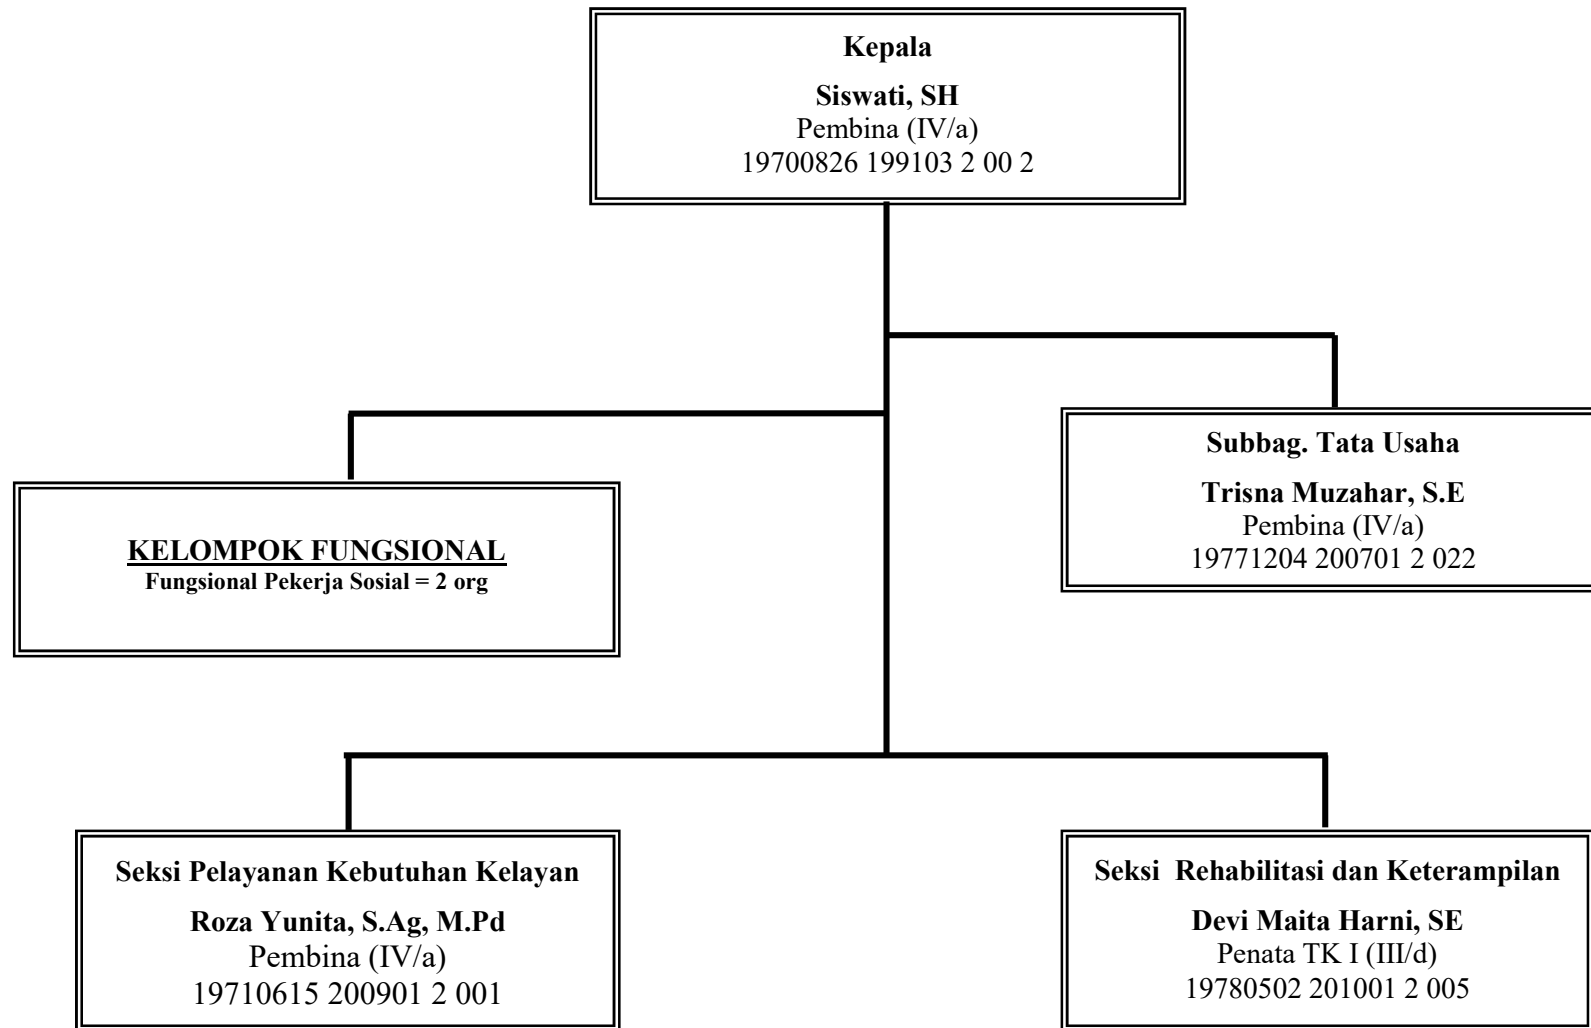 Kepala
Siswati, SH
Pembina (IV/a)
19700826 199103 2 00 2
Subbag. Tata Usaha
Trisna Muzahar, S.E
Pembina (IV/a)
19771204 200701 2 022
KELOMPOK FUNGSIONAL
Fungsional Pekerja Sosial = 2 org
Seksi Pelayanan Kebutuhan Kelayan
Roza Yunita, S.Ag, M.Pd
Pembina (IV/a)
19710615 200901 2 001
Seksi  Rehabilitasi dan Keterampilan
Devi Maita Harni, SE
Penata TK I (III/d)
19780502 201001 2 005